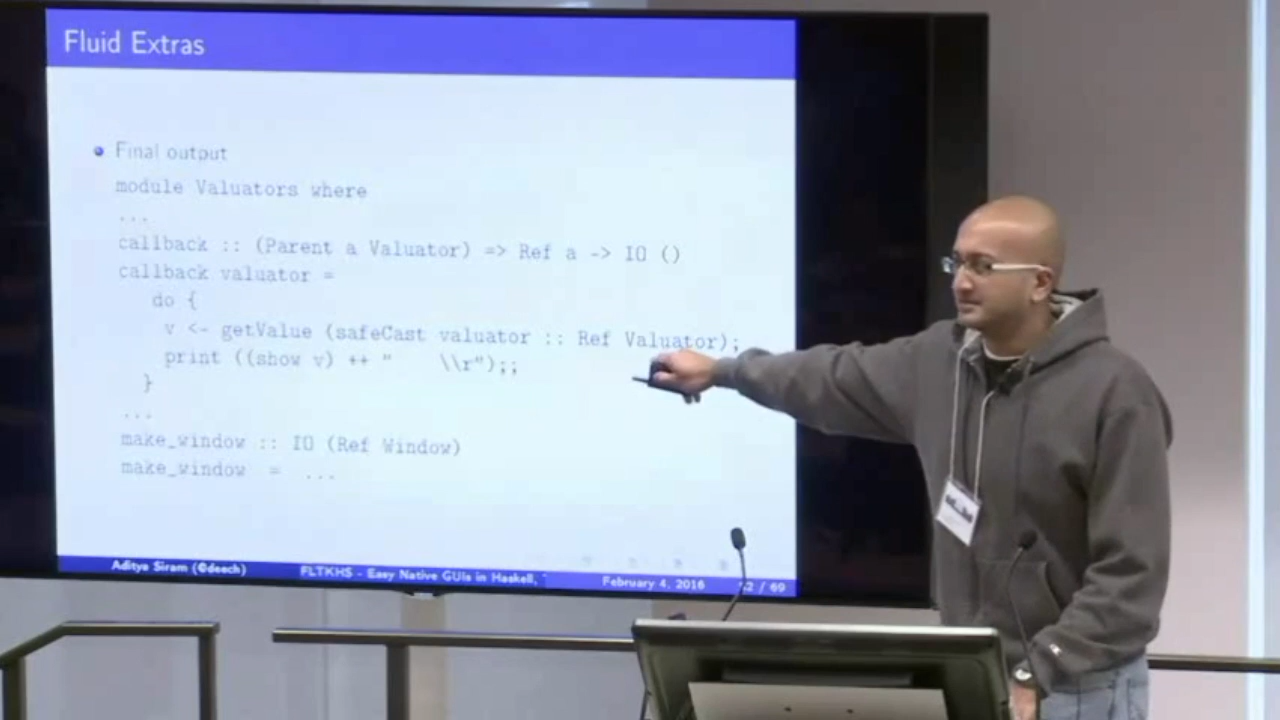 Fluid Extras
Final output
module Valuators where
...
callback :: (Parent a Valuator) => Ref a -> IO ()
callback valuator =
do {
v <- getValue (safeCast valuator :: Ref Valuator);
print ((show v) ++ "    \\r");;
}
...
make_window :: IO (Ref Window)
make_window = ...
Aditya Siram (@deech) FLTKHS - Easy Native GUIs in Haskell, February 4, 2016 / 69